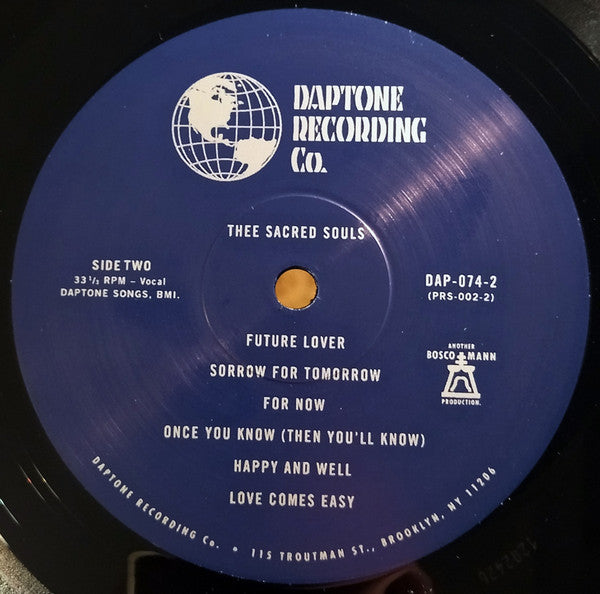 DAPTONE
RECORDING
Co.
THEE SACRED SOULS
SIDE TWO
33 1/3 RPM – Vocal
DAPTONE SONGS, BMI.
DAP-074-2
(PRS-002-2)
FUTURE LOVER
SORROW FOR TOMORROW
FOR NOW
ONCE YOU KNOW (THEN YOU'LL KNOW)
HAPPY AND WELL
LOVE COMES EASY
ANOTHER
BOSCO MANN
PRODUCTION.
DAPTONE RECORDING Co. • 115 TROUTMAN ST., BROOKLYN, NY 11206